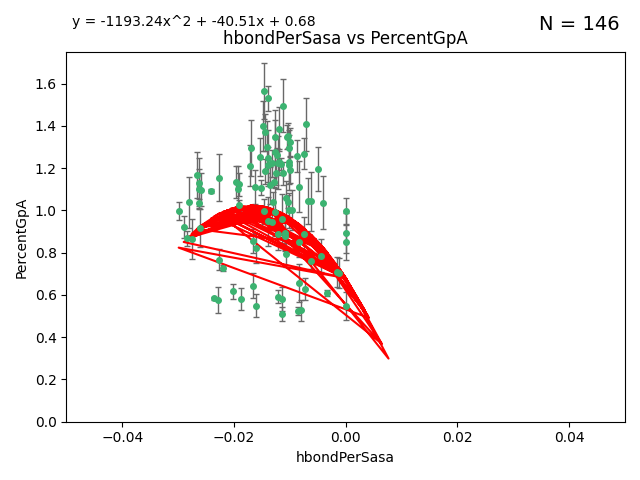 y = -1193.24x^2 + -40.51x + 0.68
N = 146
hbondPerSasa vs PercentGpA
PercentGpA
1.6
1.4
1.2
1.0
0.8
0.6
0.4
0.2
0.0
−0.04 −0.02 0.00 0.02 0.04
hbondPerSasa